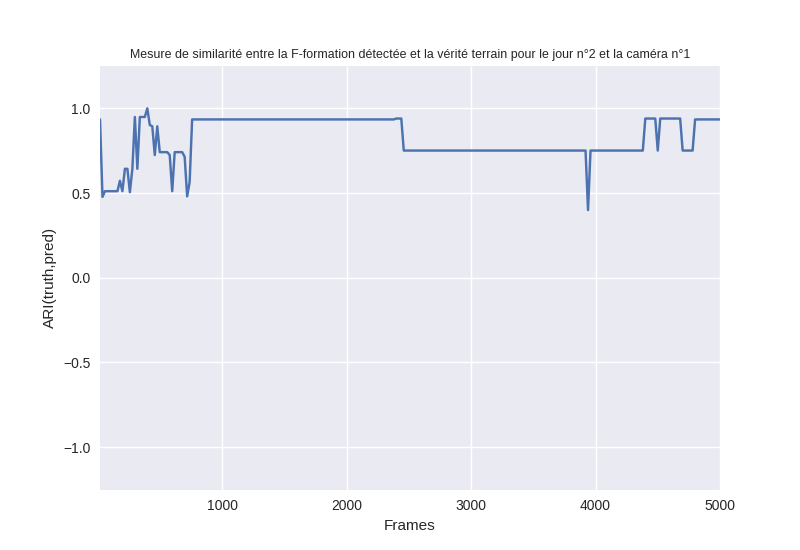 Mesure de similarité entre la F-formation détectée et la vérité terrain pour le jour n°2 et la caméra n°1
1.0
0.5
0.0
−0.5
−1.0
ARI(truth,pred)
1000 2000 3000 4000 5000
Frames